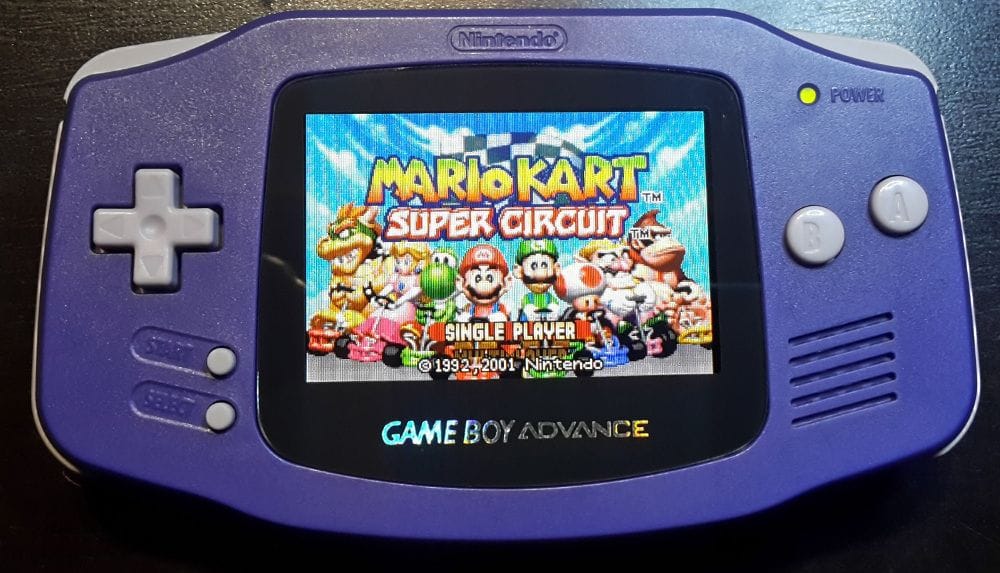 Nintendo®
POWER
MARIO KART TM
SUPER CIRCUIT TM
A
B
SINGLE PLAYER
© 1992, 2001 Nintendo
START
SELECT
GAME BOY ADVANCE